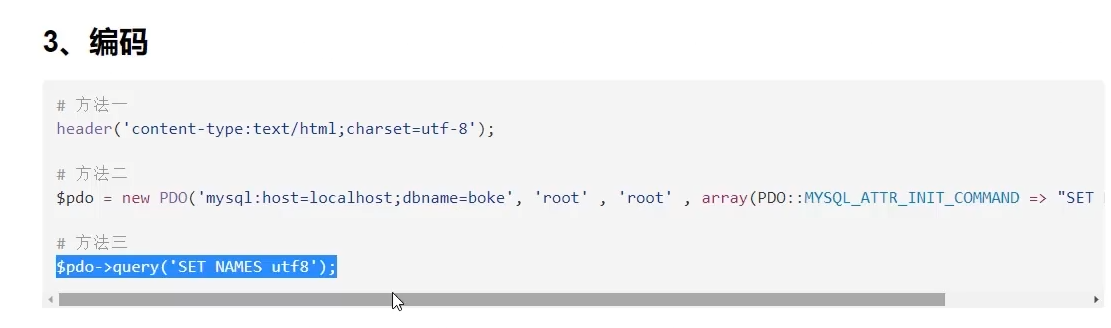 3、编码
# 方法一
header('content-type:text/html;charset=utf-8');
# 方法二
$pdo = new PDO('mysql:host=localhost;dbname=boke', 'root' , 'root' , array(PDO::MYSQL_ATTR_INIT_COMMAND => "SET
# 方法三
$pdo->query('SET NAMES utf8');